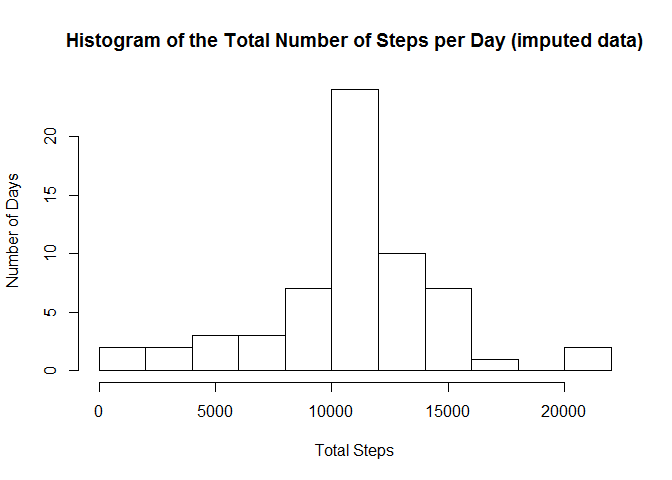 Histogram of the Total Number of Steps per Day (imputed data)
Number of Days
20
15
10
5
0
0 5000 10000 15000 20000
Total Steps